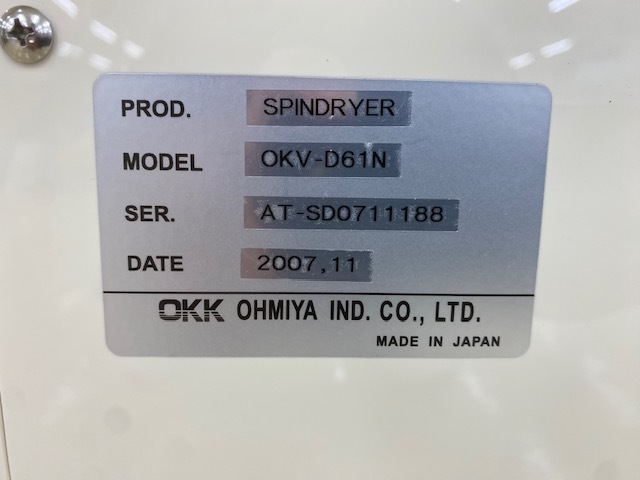 PROD. SPINDRYER
MODEL OKV-D61N
SER. AT-SD0711188
DATE 2007,11
OKK OHMIYA IND. CO., LTD.
MADE IN JAPAN